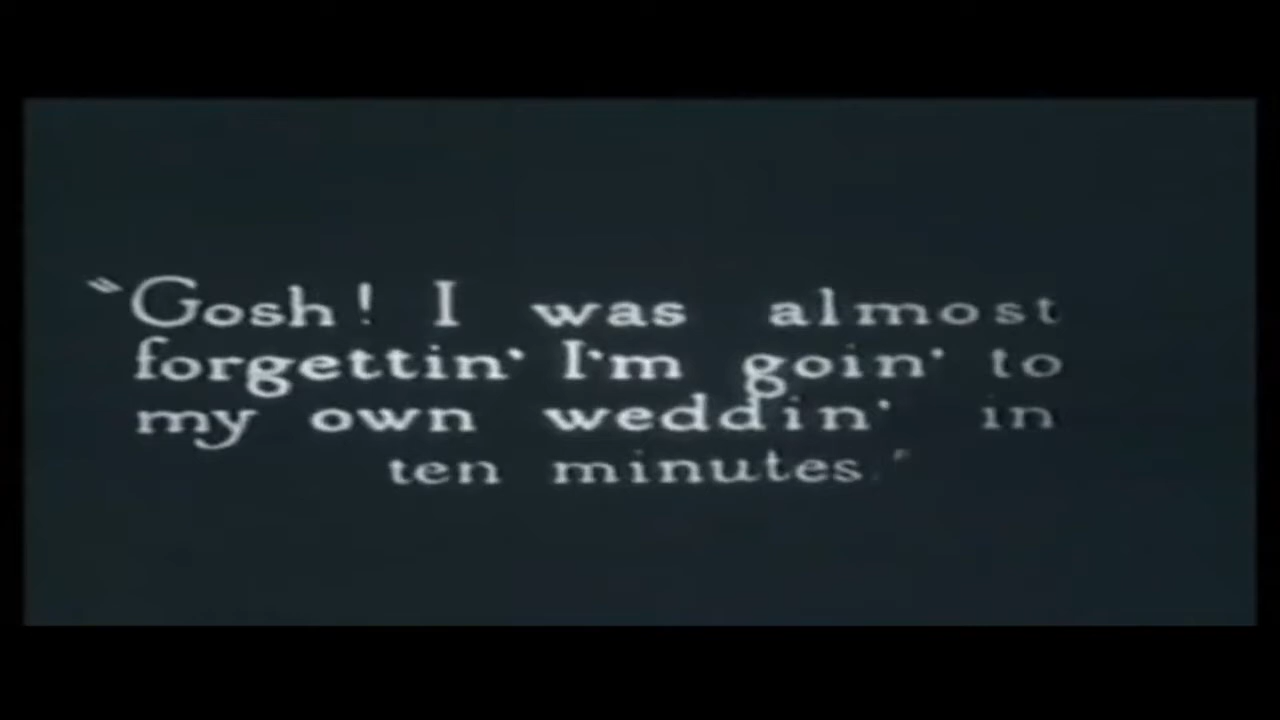 "Gosh! I was almost
forgettin' I'm goin' to
my own weddin' in
ten minutes."